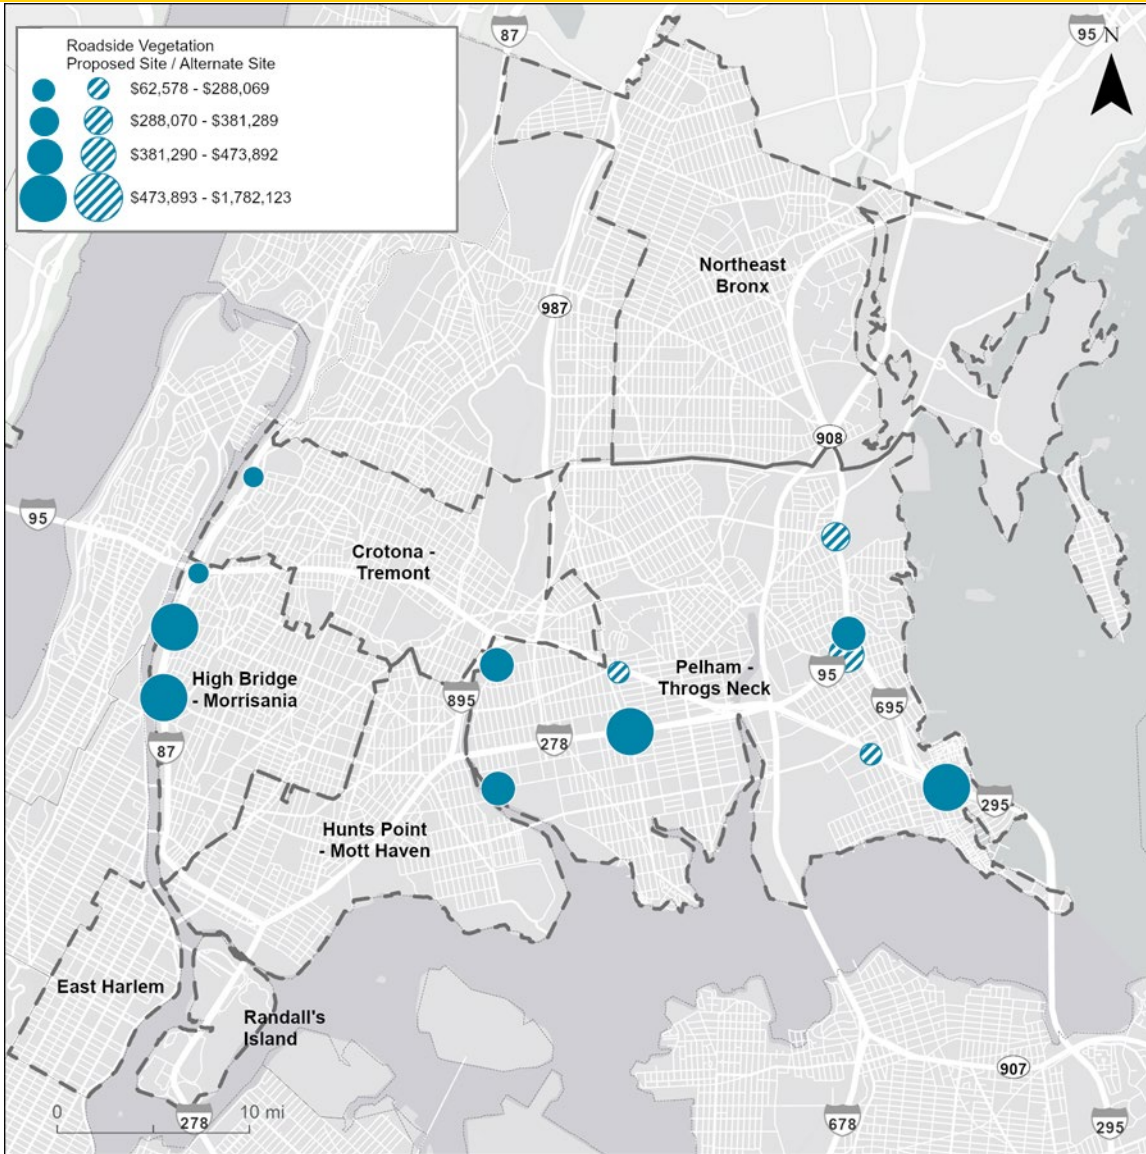 Roadside Vegetation
Proposed Site / Alternate Site
$62,578 - $288,069
$288,070 - $381,289
$381,290 - $473,892
$473,893 - $1,782,123
87
95
N
Northeast
Bronx
987
908
95
Crotona -
Tremont
High Bridge
- Morrisania
Pelham -
Throgs Neck
95
895
695
278
87
295
Hunts Point
- Mott Haven
East Harlem
Randall's
Island
907
0
10 mi
278
678
295